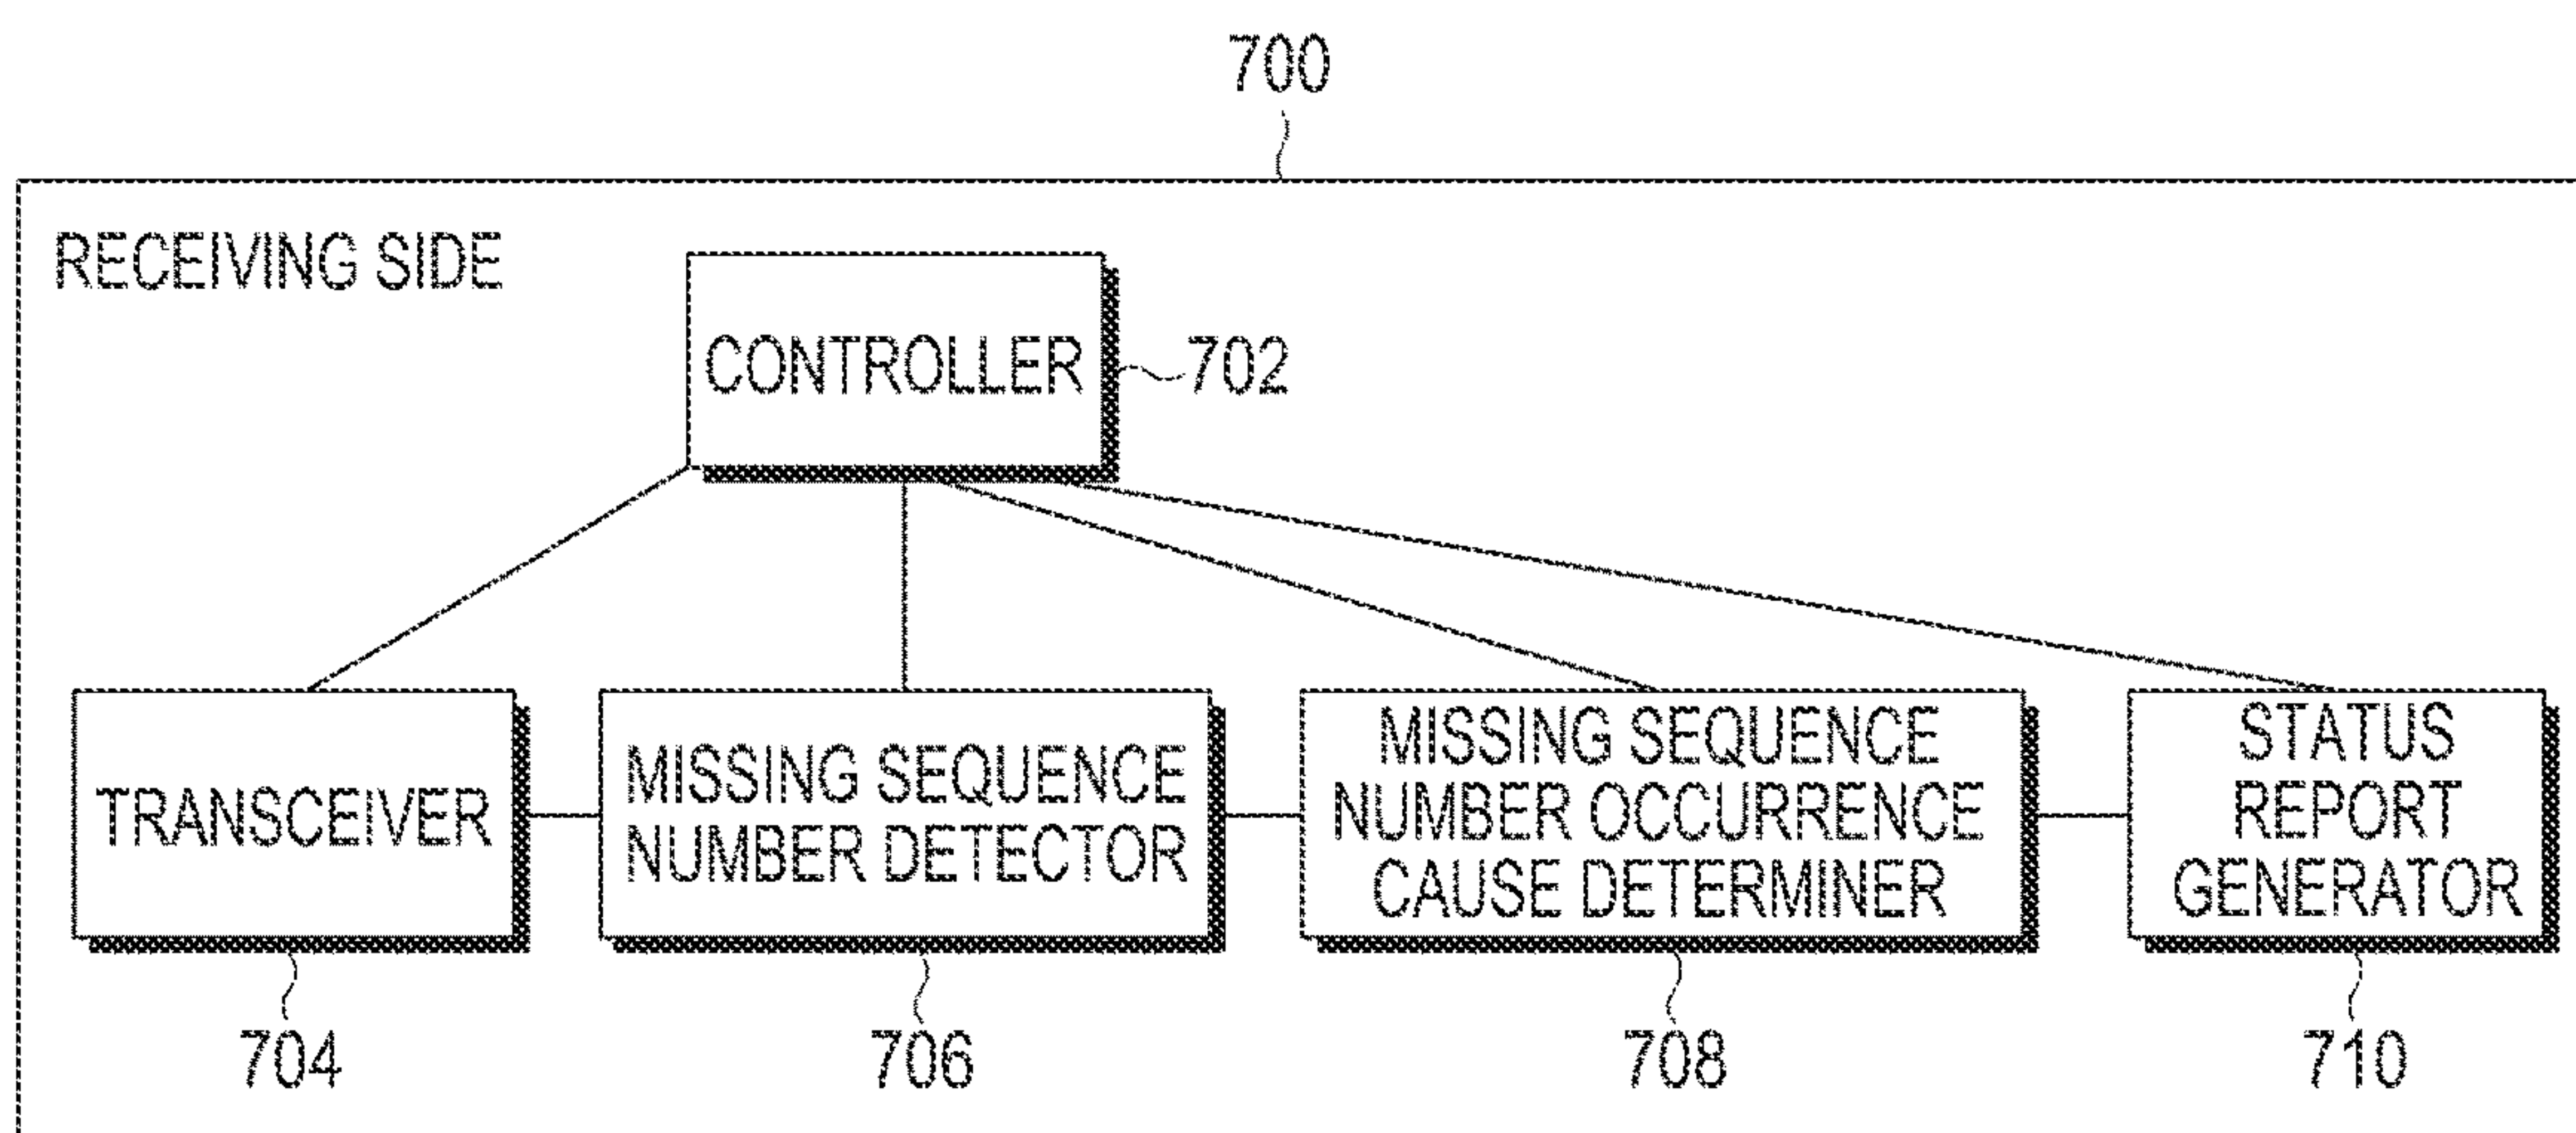 700
RECEIVING SIDE
CONTROLLER
702
TRANSCEIVER
MISSING SEQUENCE
NUMBER DETECTOR
MISSING SEQUENCE
NUMBER OCCURRENCE
CAUSE DETERMINER
STATUS
REPORT
GENERATOR
704
706
708
710